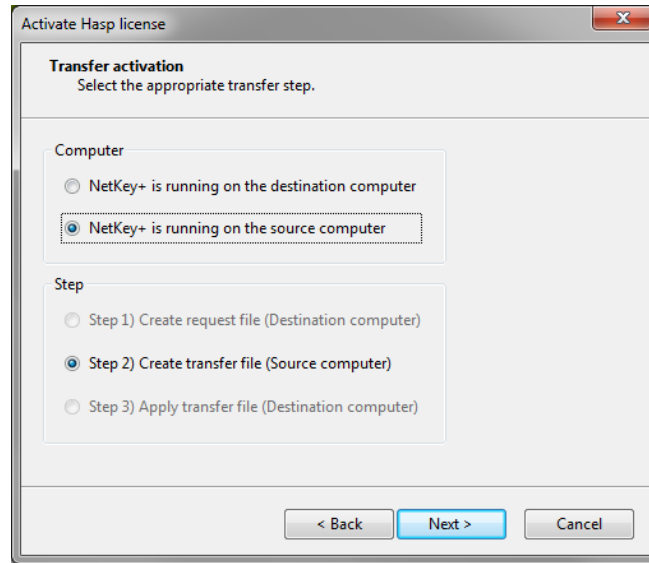 Activate Hasp license
Transfer activation
Select the appropriate transfer step.
Computer
NetKey+ is running on the destination computer
NetKey+ is running on the source computer
Step
Step 1) Create request file (Destination computer)
Step 2) Create transfer file (Source computer)
Step 3) Apply transfer file (Destination computer)
< Back Next > Cancel